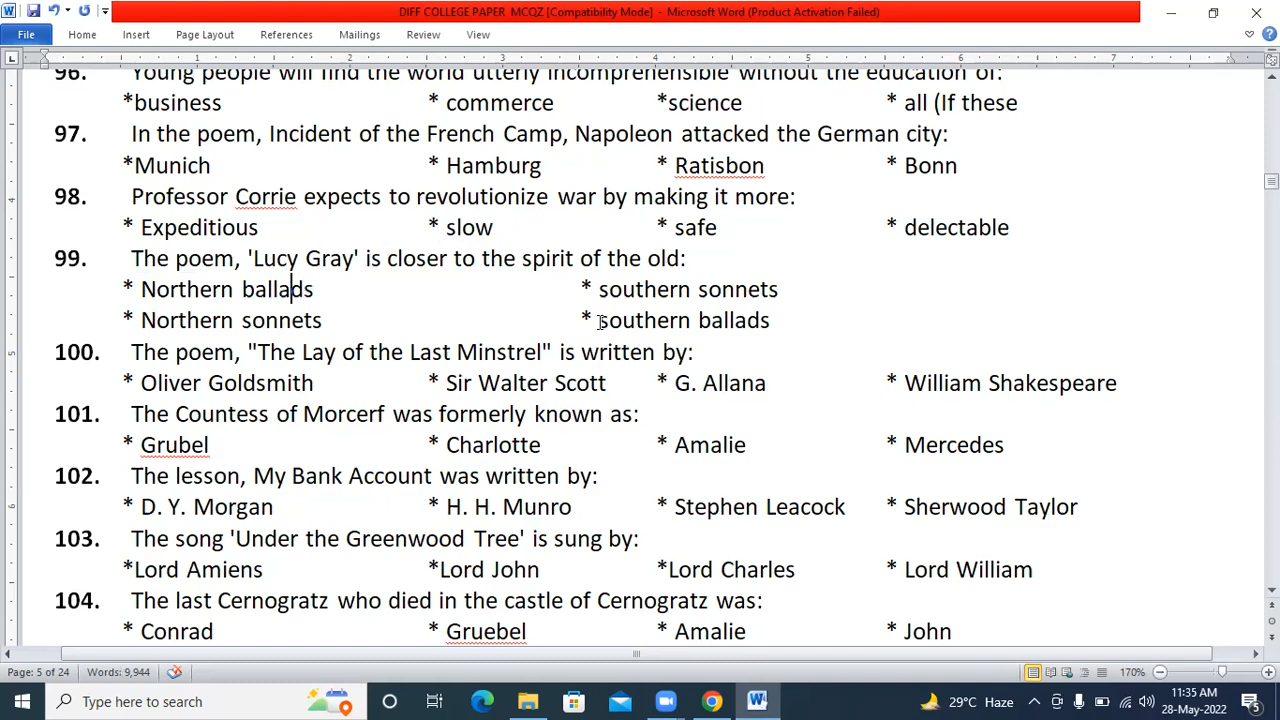 DIFF COLLEGE PAPER MCQZ [Compatibility Mode] - Microsoft Word (Product Activation Failed)
File Home Insert Page Layout References Mailings Review View
1 2 3 4 5 6 7
96. Young people will find the world utterly incomprehensible without the education of:
*business * commerce *science * all (If these
97. In the poem, Incident of the French Camp, Napoleon attacked the German city:
*Munich * Hamburg * Ratisbon * Bonn
98. Professor Corrie expects to revolutionize war by making it more:
* Expeditious * slow * safe * delectable
99. The poem, 'Lucy Gray' is closer to the spirit of the old:
* Northern ballads * southern sonnets
* Northern sonnets * southern ballads
100. The poem, "The Lay of the Last Minstrel" is written by:
* Oliver Goldsmith * Sir Walter Scott * G. Allana * William Shakespeare
101. The Countess of Morcerf was formerly known as:
* Grubel * Charlotte * Amalie * Mercedes
102. The lesson, My Bank Account was written by:
* D. Y. Morgan * H. H. Munro * Stephen Leacock * Sherwood Taylor
103. The song 'Under the Greenwood Tree' is sung by:
*Lord Amiens *Lord John *Lord Charles * Lord William
104. The last Cernogratz who died in the castle of Cernogratz was:
* Conrad * Gruebel * Amalie * John
Page: 5 of 24 Words: 9,944 170%
Type here to search 29°C Haze 11:35 AM
28-May-2022 5